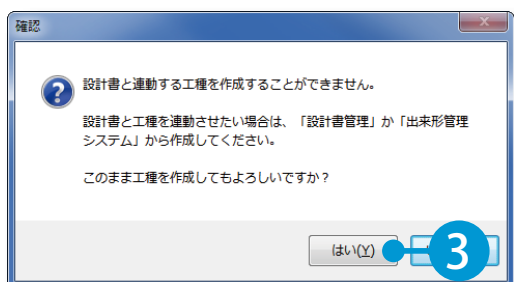 確認
設計書と連動する工種を作成することができません。
設計書と工種を連動させたい場合は、「設計書管理」か「出来形管理
システム」から作成してください。
このまま工種を作成してもよろしいですか？
はい(Y)
3